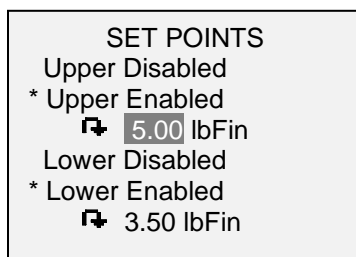 SET POINTS
Upper Disabled
* Upper Enabled
5.00 lbFin
Lower Disabled
* Lower Enabled
3.50 lbFin